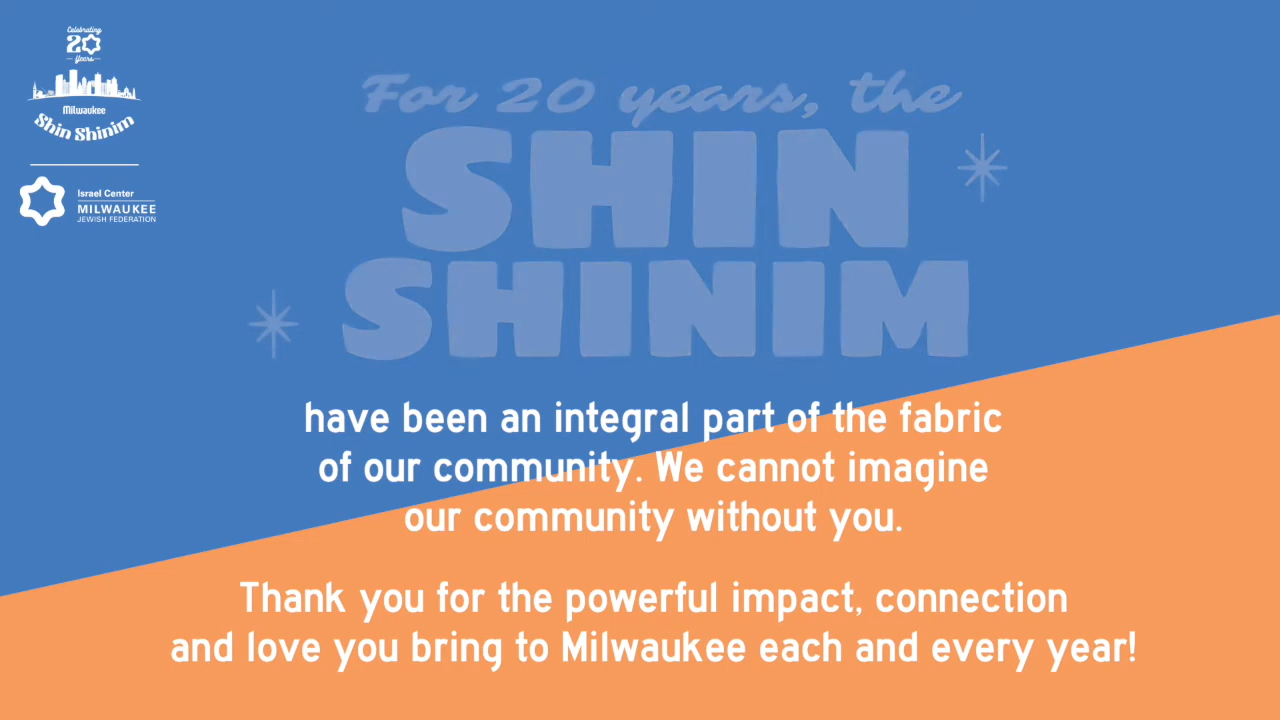 Celebrating
20
Years
Milwaukee
Shin Shinim
Israel Center
MILWAUKEE
JEWISH FEDERATION
For 20 years, the
SHIN
SHINIM
have been an integral part of the fabric
of our community. We cannot imagine
our community without you.
Thank you for the powerful impact, connection
and love you bring to Milwaukee each and every year!